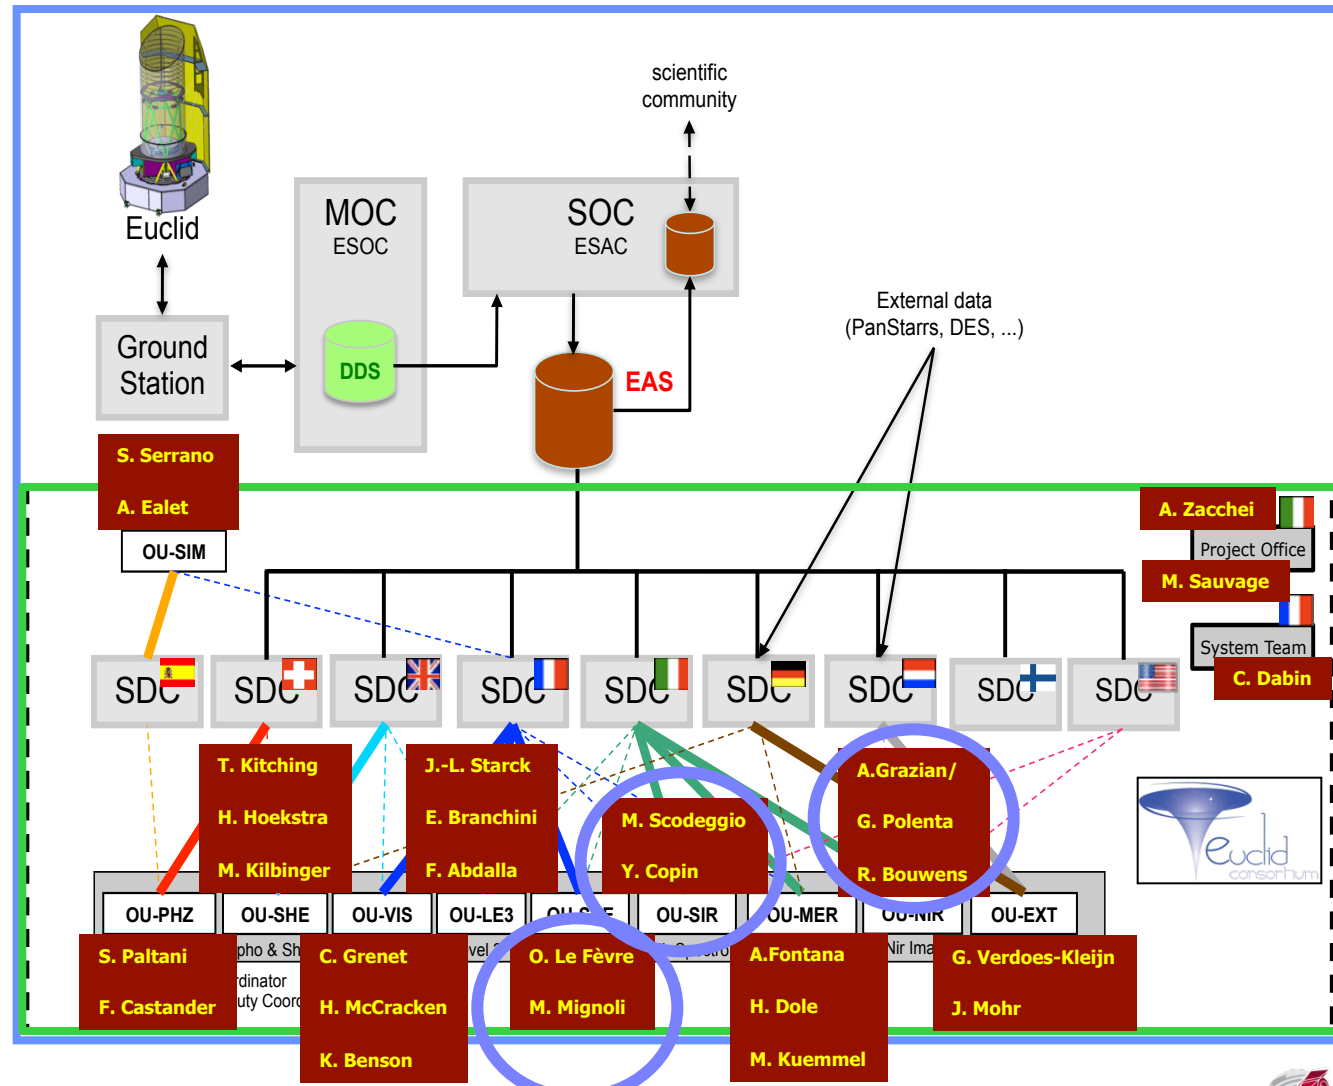 scientific
community
Euclid
MOC
ESOC
SOC
ESAC
External data
(PanStarrs, DES, ...)
Ground
Station
DDS
EAS
S. Serrano
A. Ealet
OU-SIM
A. Zacchei
Project Office
M. Sauvage
System Team
C. Dabin
SDC
SDC
SDC
SDC
SDC
SDC
SDC
SDC
SDC
T. Kitching
H. Hoekstra
M. Kilbinger
J.-L. Starck
E. Branchini
F. Abdalla
M. Scodeggio
Y. Copin
A.Grazian/
G. Polenta
R. Bouwens
euclid
consortium
OU-PHZ
OU-SHE
OU-VIS
OU-LE3
OU-SIR
OU-MER
OU-NIR
OU-EXT
Nir
S. Paltani
F. Castander
C. Grenet
H. McCracken
K. Benson
O. Le Fèvre
M. Mignoli
A.Fontana
H. Dole
M. Kuemmel
G. Verdoes-Kleijn
J. Mohr